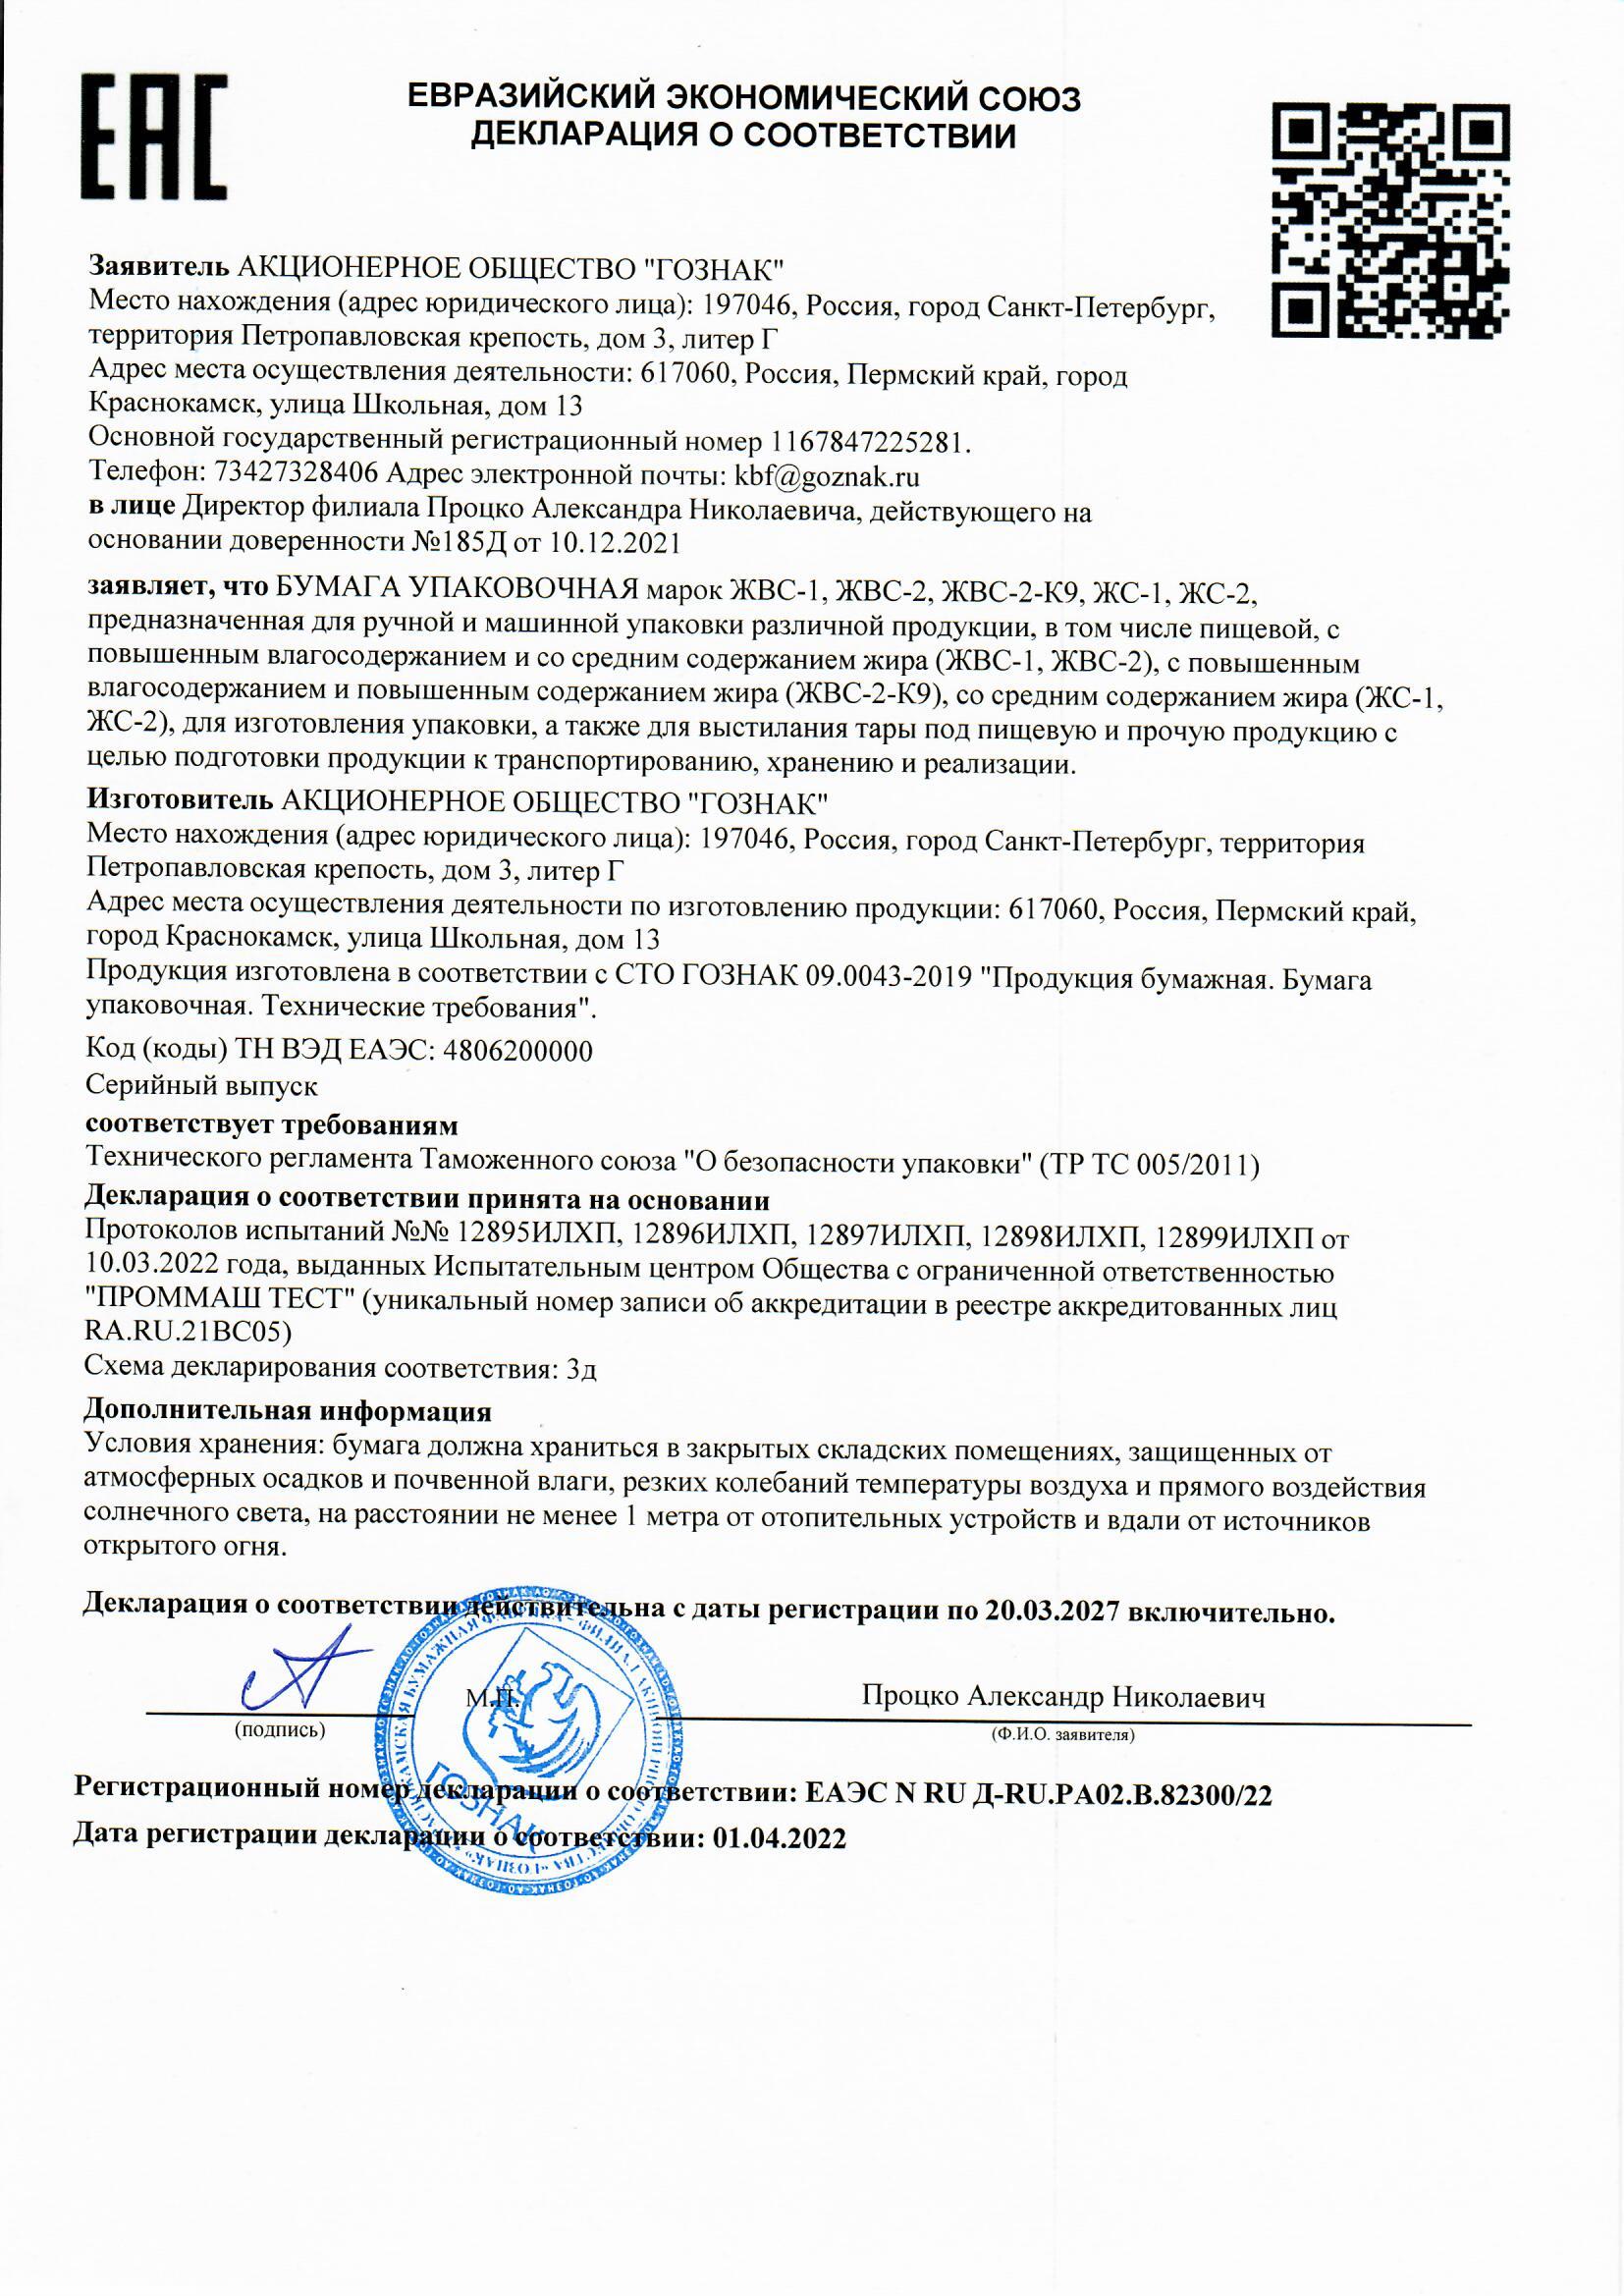 ЕАС
ЕВРАЗИЙСКИЙ ЭКОНОМИЧЕСКИЙ СОЮЗ
ДЕКЛАРАЦИЯ О СООТВЕТСТВИИ
Заявитель АКЦИОНЕРНОЕ ОБЩЕСТВО "ГОЗНАК"
Место нахождения (адрес юридического лица): 197046, Россия, город Санкт-Петербург,
территория Петропавловская крепость, дом 3, литер Г
Адрес места осуществления деятельности: 617060, Россия, Пермский край, город
Краснокамск, улица Школьная, дом 13
Основной государственный регистрационный номер 1167847225281.
Телефон: 73427328406 Адрес электронной почты: kbf@goznak.ru
в лице Директор филиала Процко Александра Николаевича, действующего на
основании доверенности №185Д от 10.12.2021
заявляет, что БУМАГА УПАКОВОЧНАЯ марок ЖВС-1, ЖВС-2, ЖВС-2-К9, ЖС-1, ЖС-2,
предназначенная для ручной и машинной упаковки различной продукции, в том числе пищевой, с
повышенным влагосодержанием и со средним содержанием жира (ЖВС-1, ЖВС-2), с повышенным
влагосодержанием и повышенным содержанием жира (ЖВС-2-К9), со средним содержанием жира (ЖС-1,
ЖС-2), для изготовления упаковки, а также для выстилания тары под пищевую и прочую продукцию с
целью подготовки продукции к транспортированию, хранению и реализации.
Изготовитель АКЦИОНЕРНОЕ ОБЩЕСТВО "ГОЗНАК"
Место нахождения (адрес юридического лица): 197046, Россия, город Санкт-Петербург, территория
Петропавловская крепость, дом 3, литер Г
Адрес места осуществления деятельности по изготовлению продукции: 617060, Россия, Пермский край,
город Краснокамск, улица Школьная, дом 13
Продукция изготовлена в соответствии с СТО ГОЗНАК 09.0043-2019 "Продукция бумажная. Бумага
упаковочная. Технические требования".
Код (коды) ТН ВЭД ЕАЭС: 4806200000
Серийный выпуск
соответствует требованиям
Технического регламента Таможенного союза "О безопасности упаковки" (ТР ТС 005/2011)
Декларация о соответствии принята на основании
Протоколов испытаний №№ 12895ИЛХП, 12896ИЛХП, 12897ИЛХП, 12898ИЛХП, 12899ИЛХП от
10.03.2022 года, выданных Испытательным центром Общества с ограниченной ответственностью
"ПРОММАШ ТЕСТ" (уникальный номер записи об аккредитации в реестре аккредитованных лиц
RA.RU.21ВС05)
Схема декларирования соответствия: 3д
Дополнительная информация
Условия хранения: бумага должна храниться в закрытых складских помещениях, защищенных от
атмосферных осадков и почвенной влаги, резких колебаний температуры воздуха и прямого воздействия
солнечного света, на расстоянии не менее 1 метра от отопительных устройств и вдали от источников
открытого огня.
Декларация о соответствии действительна с даты регистрации по 20.03.2027 включительно.
М.П.
Процко Александр Николаевич
(подпись)
(Ф.И.О. заявителя)
ГОЗНАК
Регистрационный номер декларации о соответствии: ЕАЭС N RU Д-RU.РА02.В.82300/22
Дата регистрации декларации о соответствии: 01.04.2022